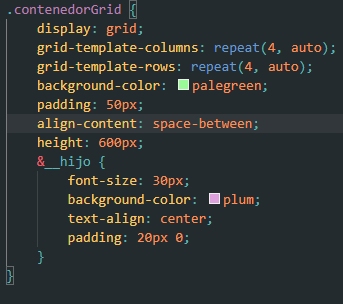 .contenedorGrid {
display: grid;
grid-template-columns: repeat(4, auto);
grid-template-rows: repeat(4, auto);
background-color: palegreen;
padding: 50px;
align-content: space-between;
height: 600px;
&__hijo {
font-size: 30px;
background-color: plum;
text-align: center;
padding: 20px 0;
}
}